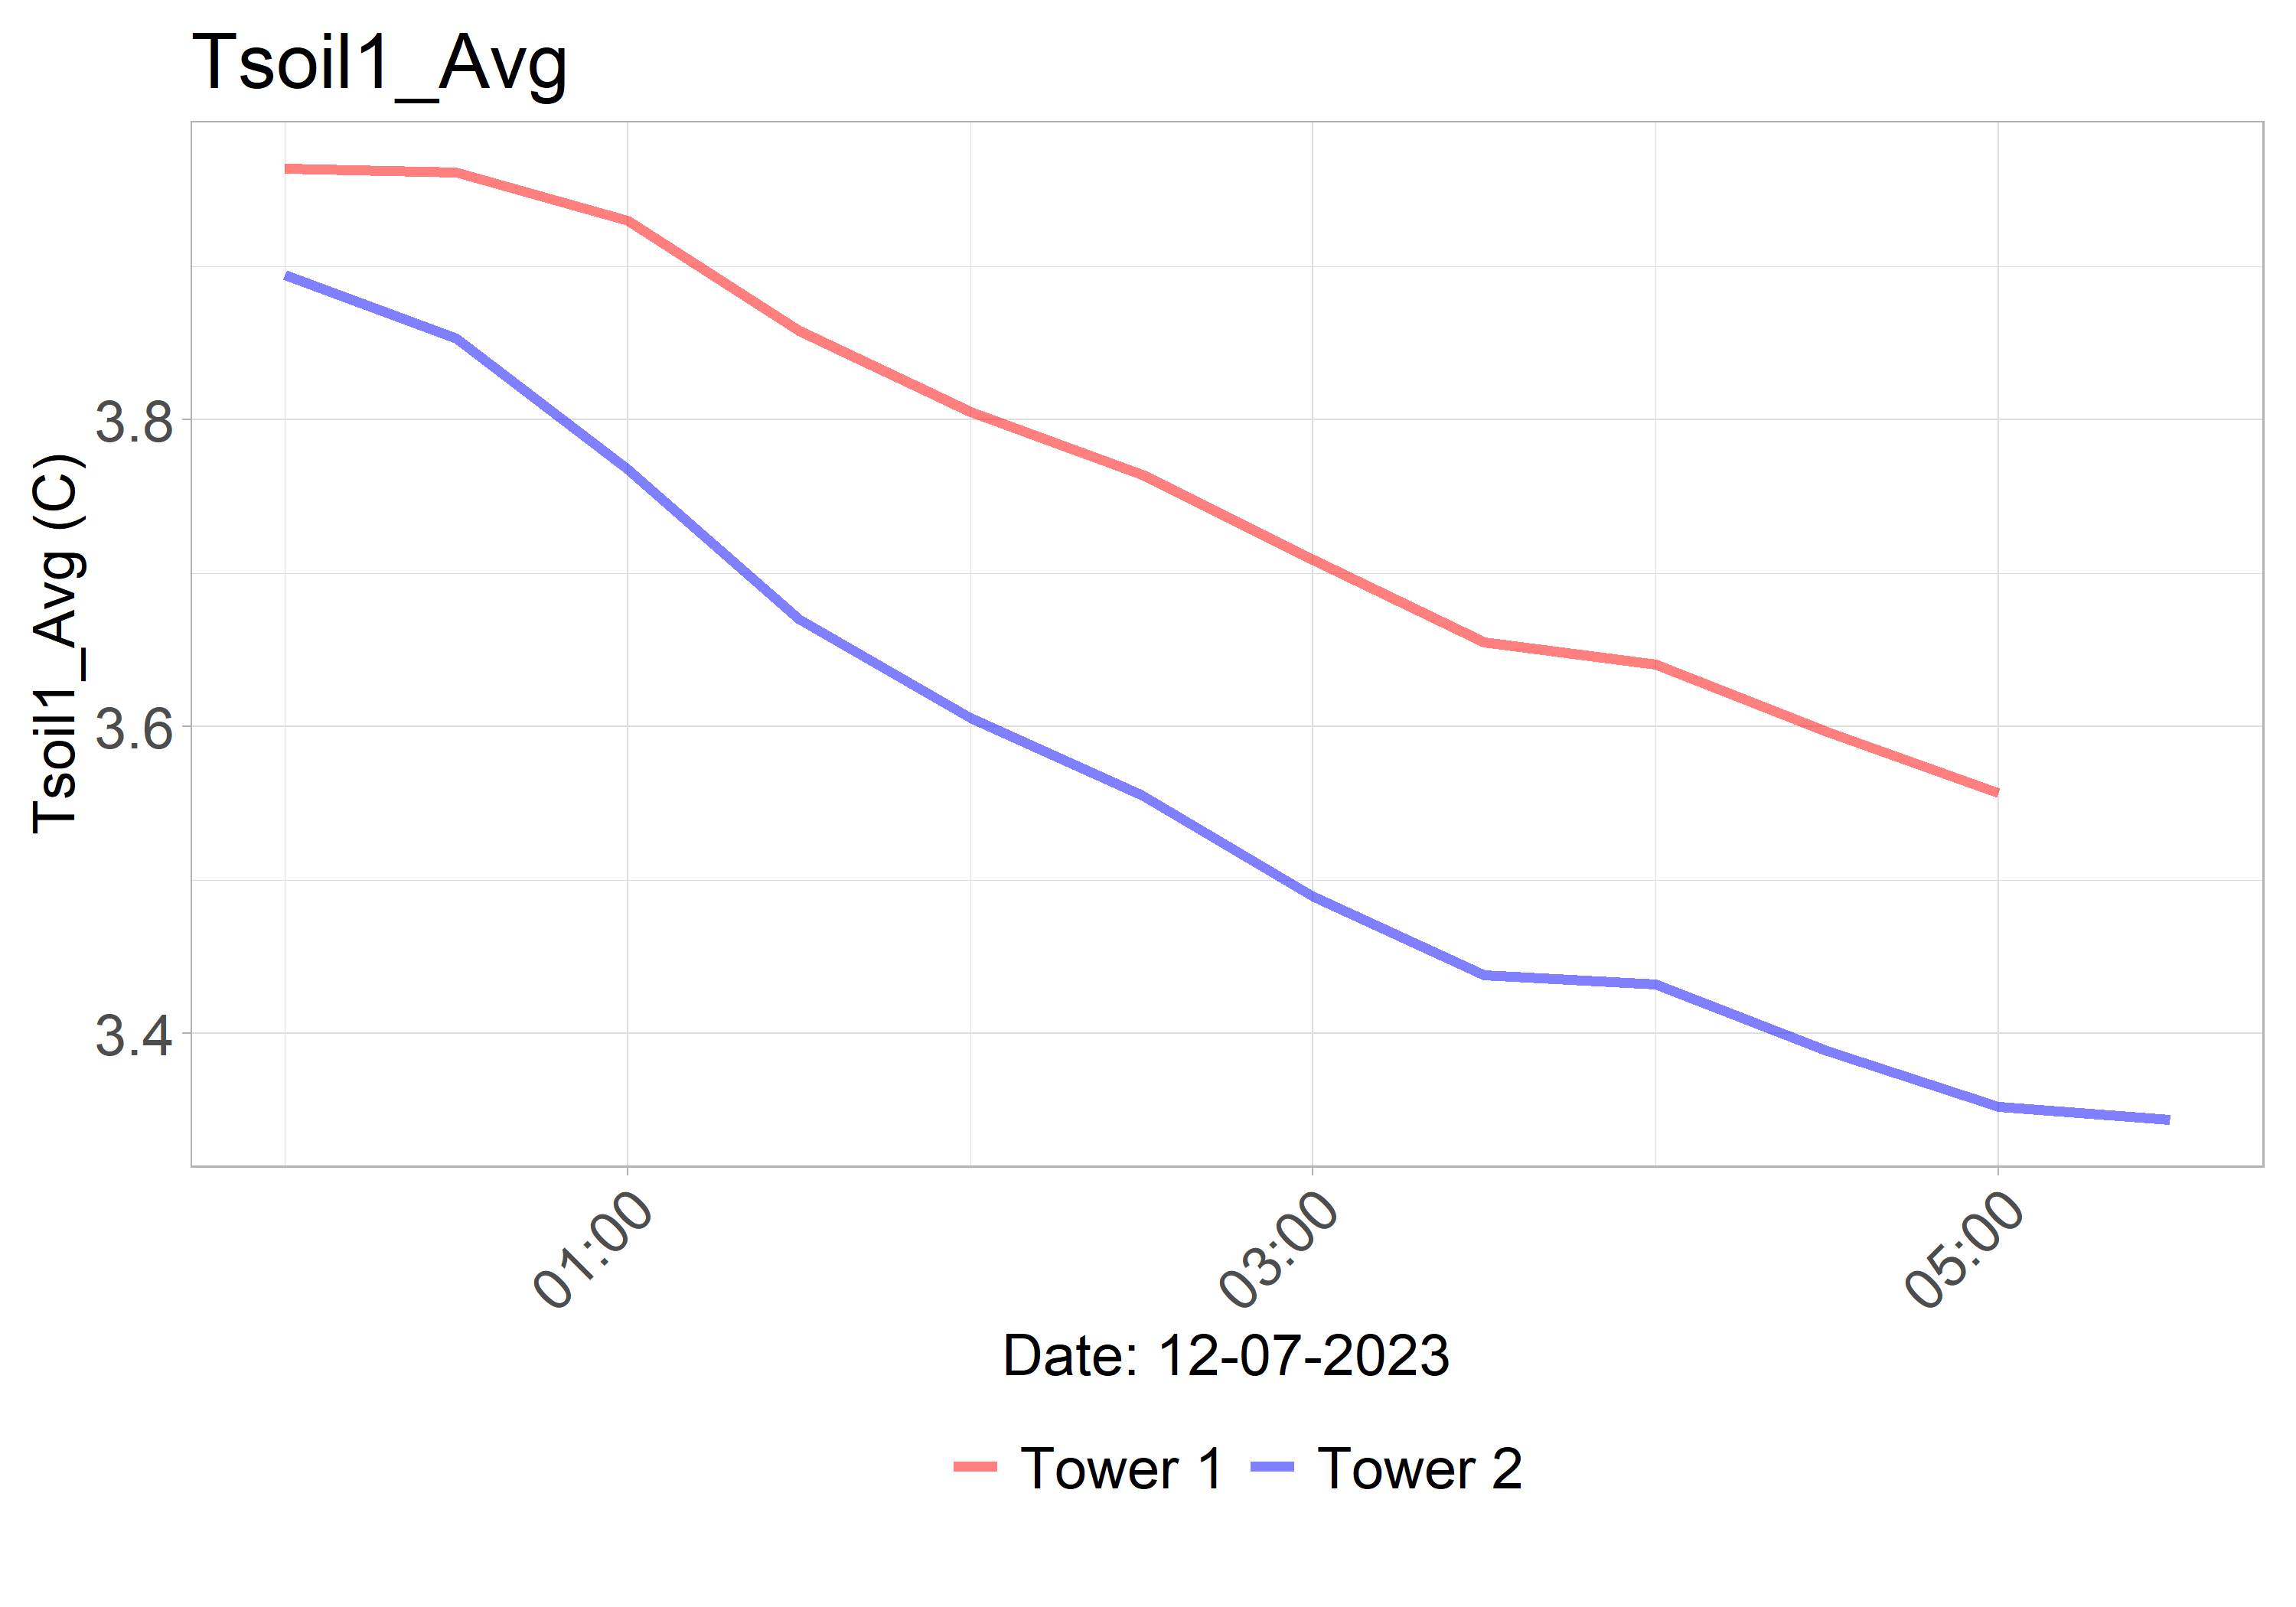 Tsoil1_Avg
Tsoil1_Avg (C)
3.8
3.6
3.4
01:00
03:00
05:00
Date: 12-07-2023
Tower 1
Tower 2